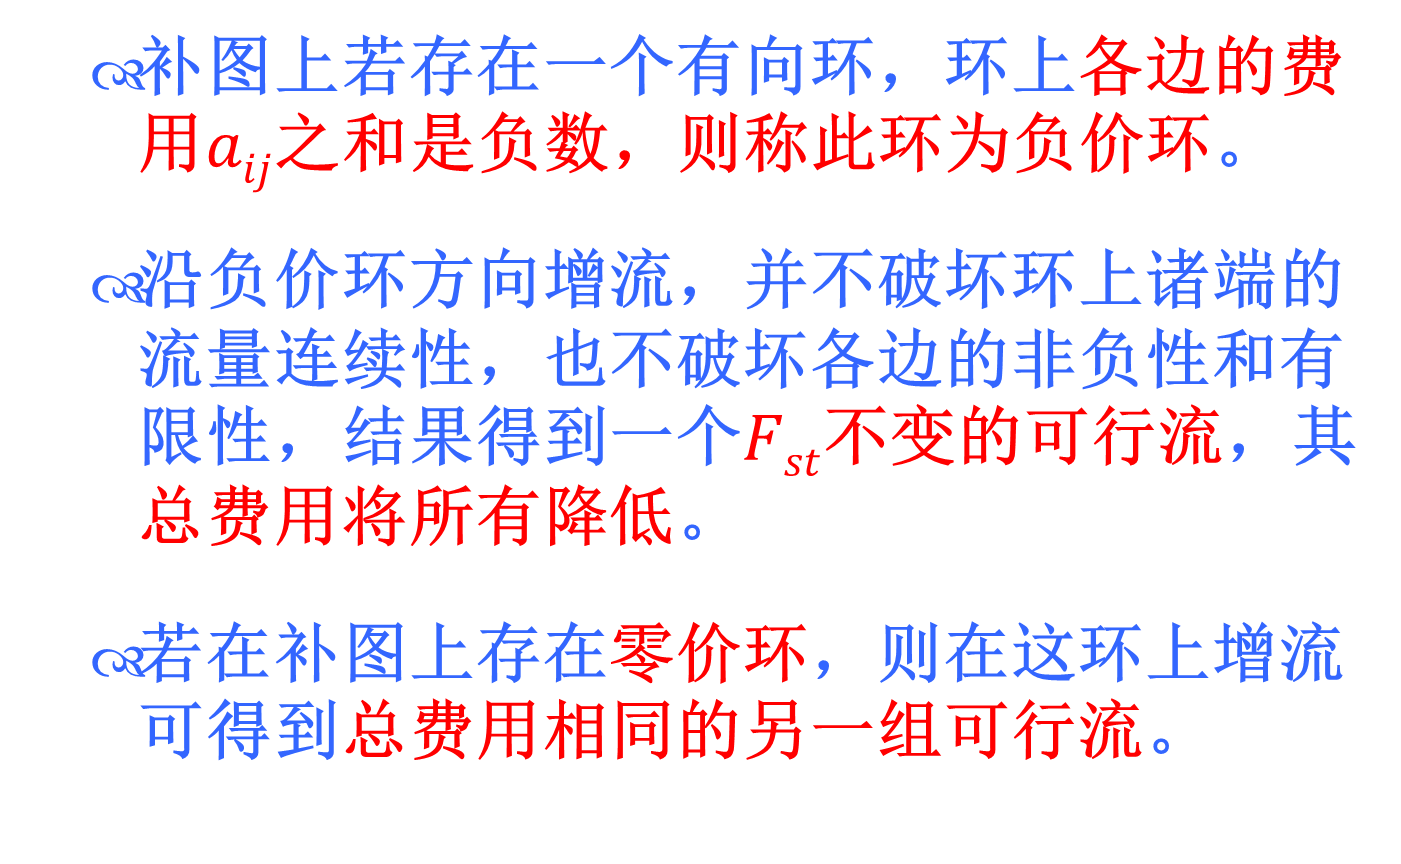 补图上若存在一个有向环，环上各边的费
用a_{ij}之和是负数，则称此环为负价环。
沿负价环方向增流，并不破坏环上诸端的
流量连续性，也不破坏各边的非负性和有
限性，结果得到一个F_{st}不变的可行流，其
总费用将所有降低。
若在补图上存在零价环，则在这环上增流
可得到总费用相同的另一组可行流。